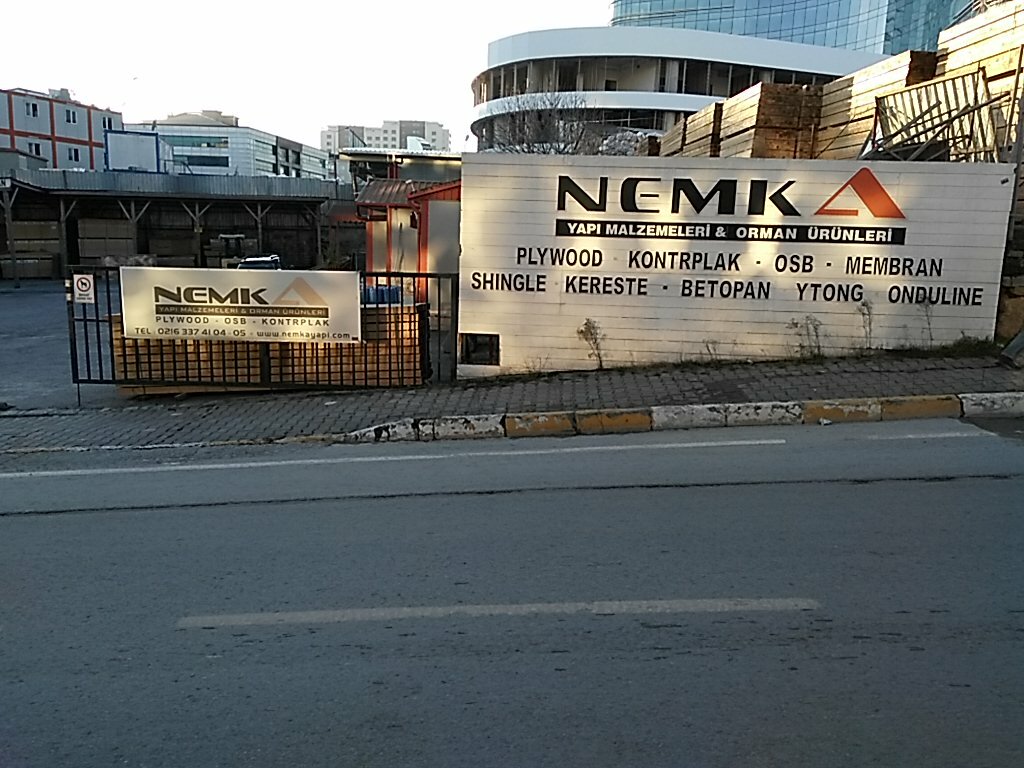 NEMKA
YAPI MALZEMELERİ & ORMAN ÜRÜNLERİ
PLYWOOD KONTRPLAK - OSB - MEMBRAN
SHINGLE KERESTE - BETOPAN YTONG ONDULINE
NEMKA
YAPI MALZEMELERİ & ORMAN ÜRÜNLERİ
PLYWOOD - OSB - KONTRPLAK
TEL : 0216 337 41 04 - 05 - www.nemkayapi.com